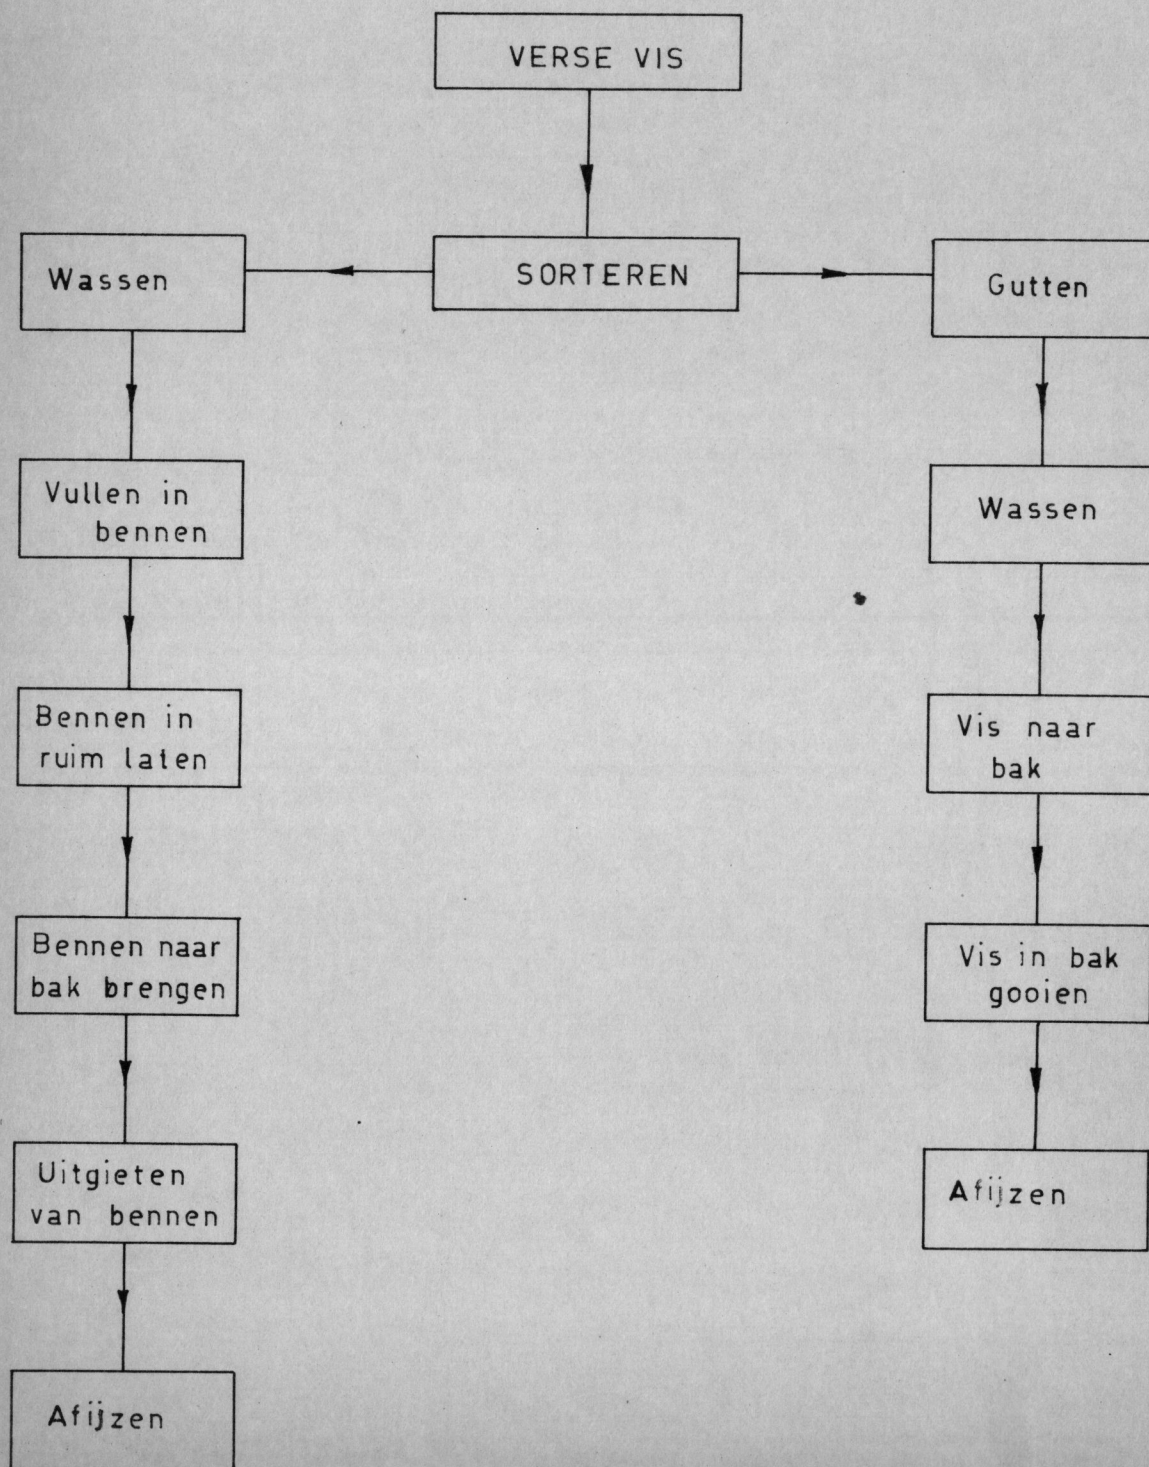 VERSE VIS
SORTEREN
Wassen
Vullen in
bennen
Bennen in
ruim laten
Bennen naar
bak brengen
Uitgieten
van bennen
Afijzen
Gutten
Wassen
Vis naar
bak
Vis in bak
gooien
Afijzen